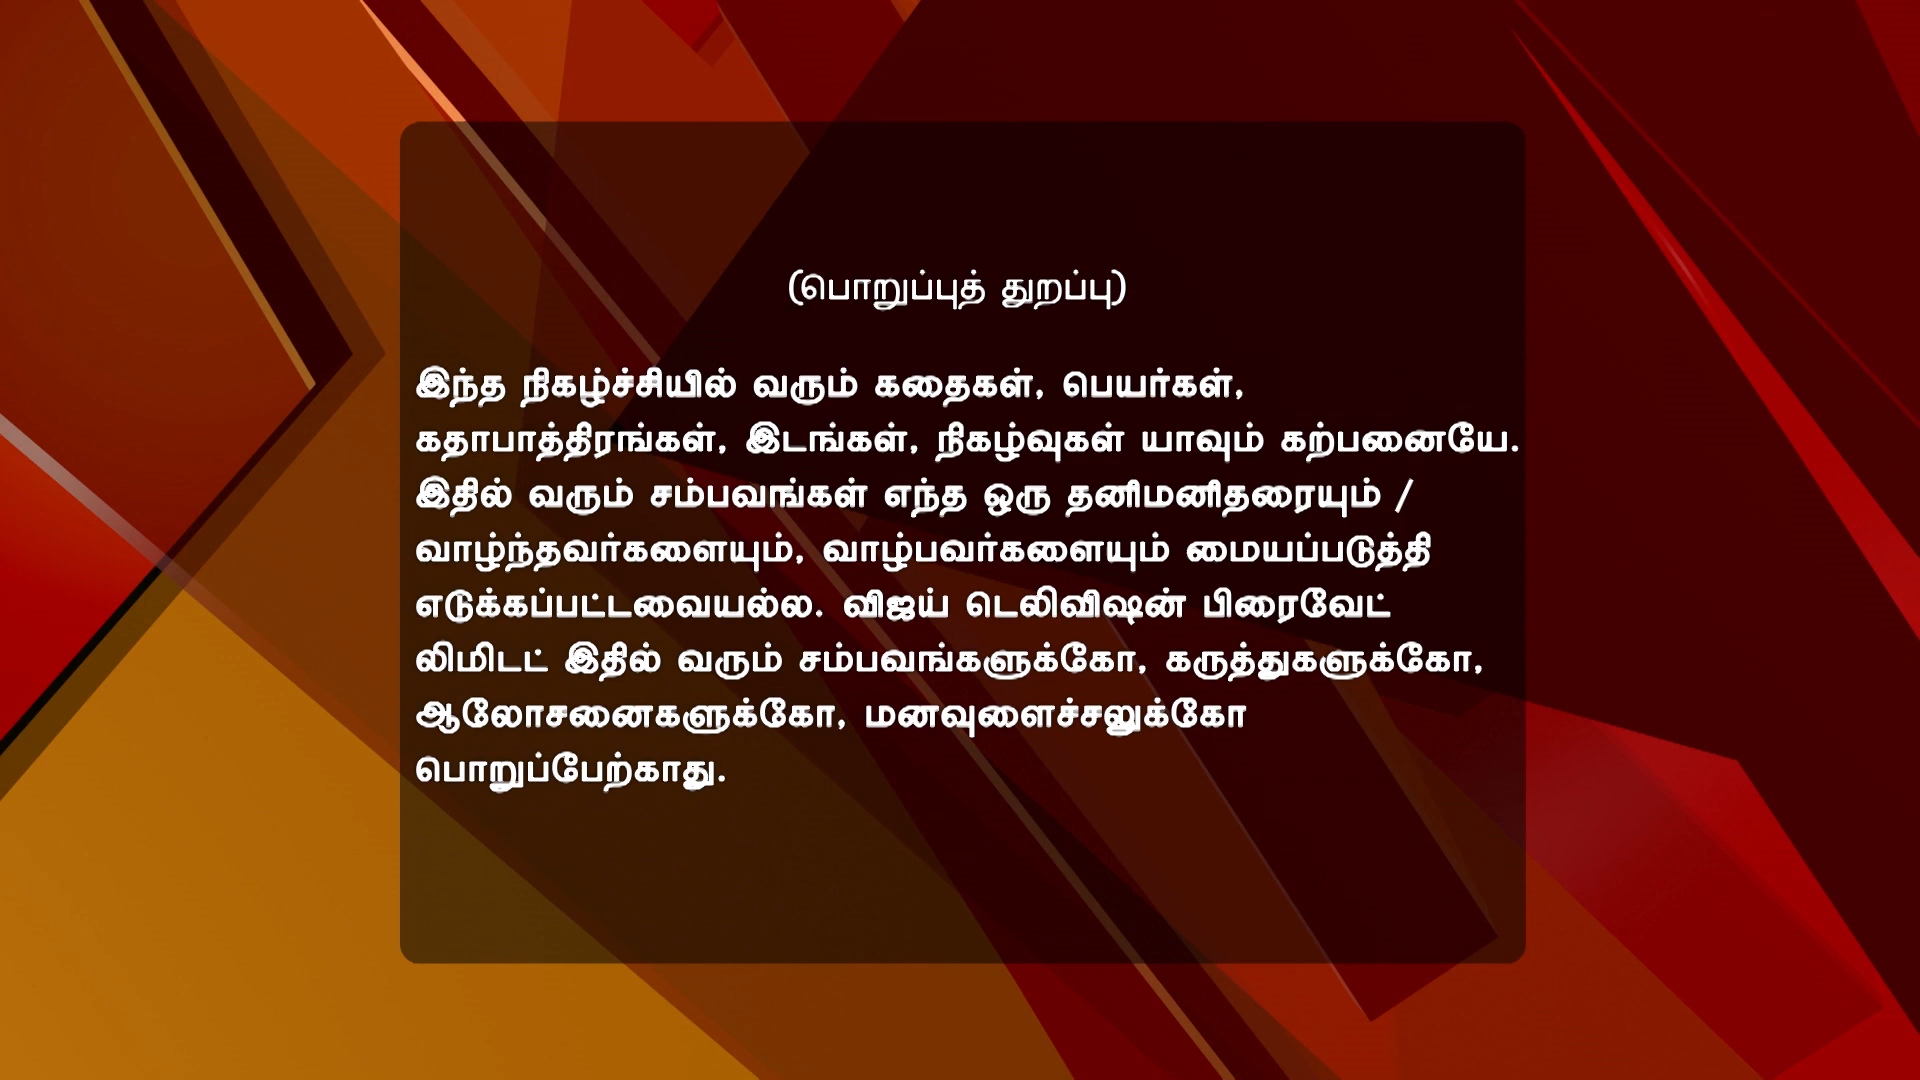 (பொறுப்புத் துறப்பு)
இந்த நிகழ்ச்சியில் வரும் கதைகள், பெயர்கள்,
கதாபாத்திரங்கள், இடங்கள், நிகழ்வுகள் யாவும் கற்பனையே.
இதில் வரும் சம்பவங்கள் எந்த ஒரு தனிமனிதரையும் /
வாழ்ந்தவர்களையும், வாழ்பவர்களையும் மையப்படுத்தி
எடுக்கப்பட்டவையல்ல. விஜய் டெலிவிஷன் பிரைவேட்
லிமிடட் இதில் வரும் சம்பவங்களுக்கோ, கருத்துகளுக்கோ,
ஆலோசனைகளுக்கோ, மனவுளைச்சலுக்கோ
பொறுப்பேற்காது.